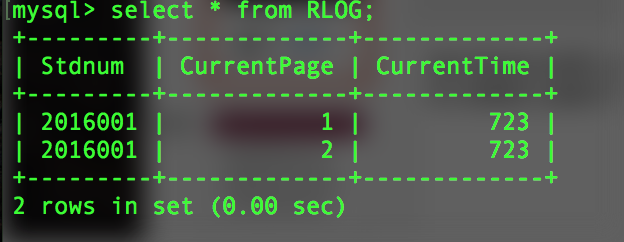 mysql> select * from RLOG;
+---------+-------------+-------------+
| Stdnum  | CurrentPage | CurrentTime |
+---------+-------------+-------------+
| 2016001 |           1 |         723 |
| 2016001 |           2 |         723 |
+---------+-------------+-------------+
2 rows in set (0.00 sec)